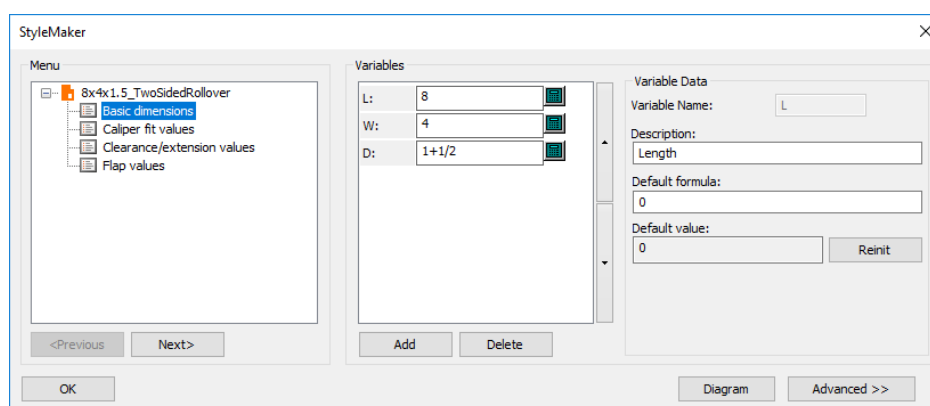 StyleMaker
Menu
8x4x1.5_TwoSidedRollover
Basic dimensions
Caliper fit values
Clearance/extension values
Flap values
<Previous
Next>
Variables
L:
8
W:
4
D:
1+1/2
Add
Delete
Variable Data
Variable Name:
L
Description:
Length
Default formula:
0
Default value:
0
Reinit
OK
Diagram
Advanced >>